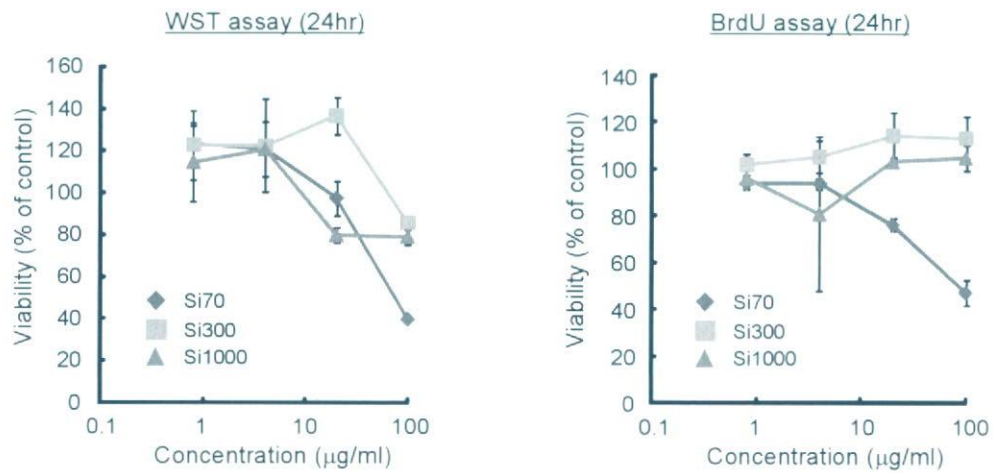 WST assay (24hr)
160
140
120
100
80
60
40
20
0
Viability (% of control)
Si70
Si300
Si1000
0.1
1
10
100
Concentration (µg/ml)
BrdU assay (24hr)
140
120
100
80
60
40
20
0
Viability (% of control)
Si70
Si300
Si1000
0.1
1
10
100
Concentration (µg/ml)